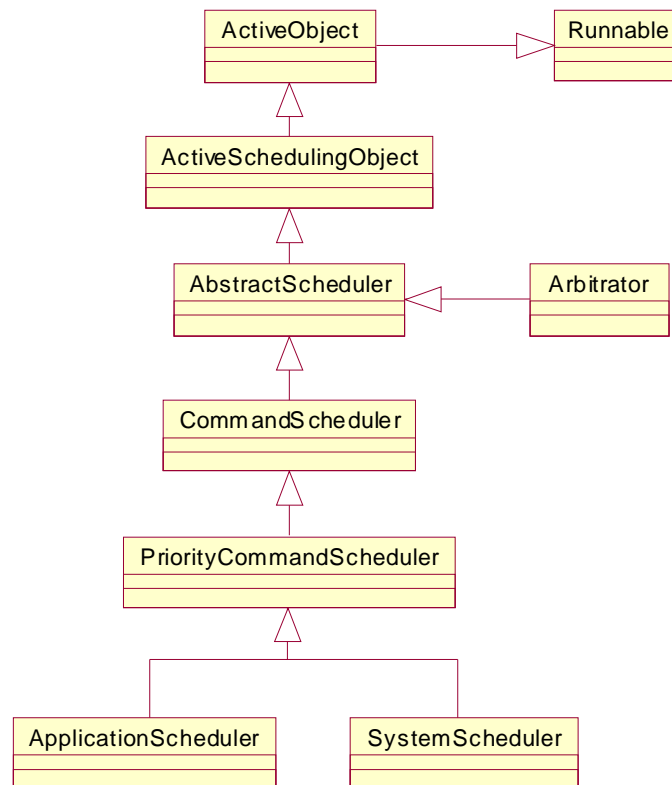 ActiveObject
Runnable
ActiveSchedulingObject
AbstractScheduler
Arbitrator
CommandScheduler
PriorityCommandScheduler
ApplicationScheduler
SystemScheduler